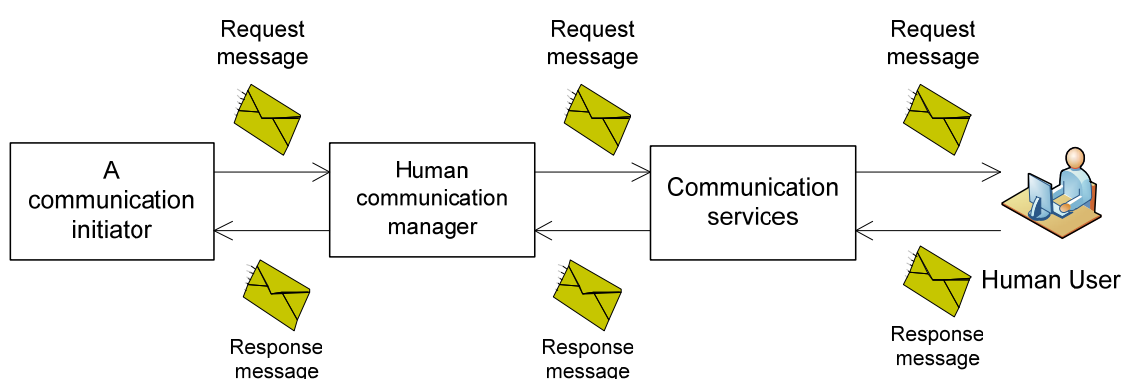 Request
message
Request
message
Request
message
A
communication
initiator
Human
communication
manager
Communication
services
Human User
Response
message
Response
message
Response
message